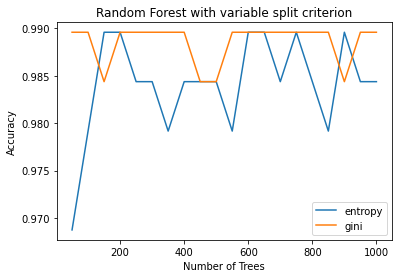 Random Forest with variable split criterion
0.990
0.985
0.980
0.975
0.970
Accuracy
200
400
600
800
1000
Number of Trees
entropy
gini